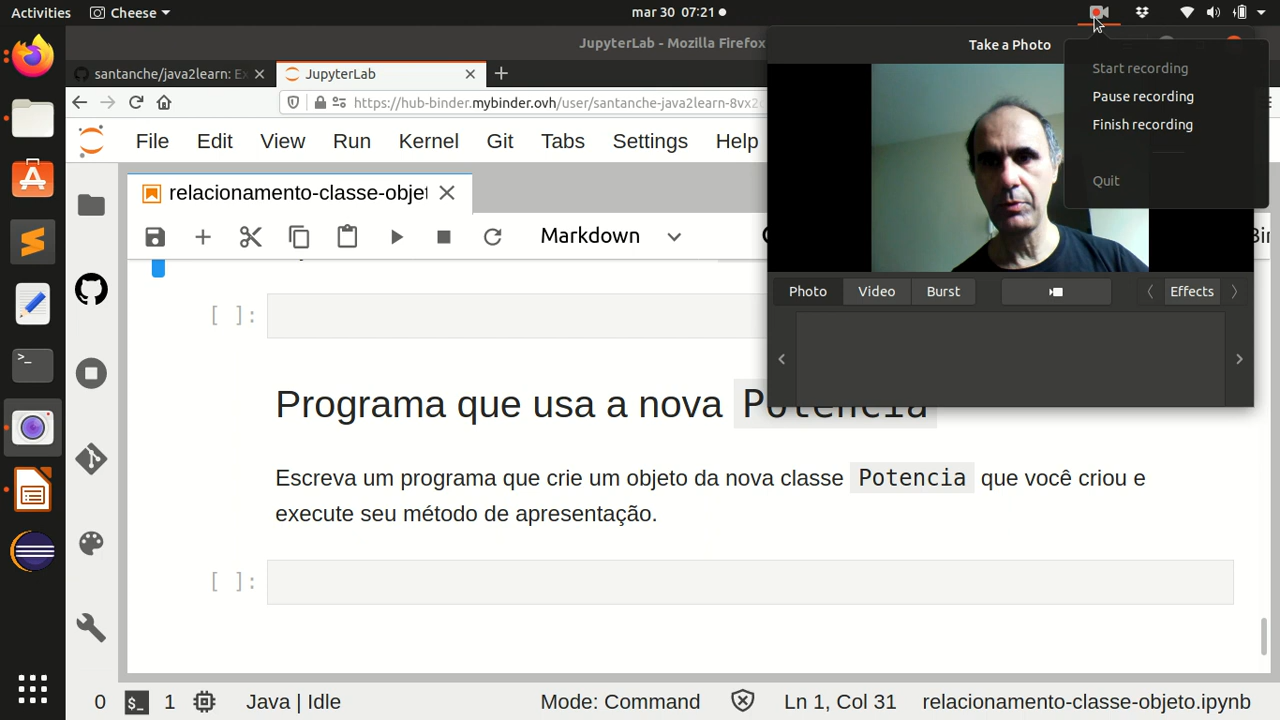 Activities Cheese mar 30 07:21
JupyterLab - Mozilla Firefox
Take a Photo
Start recording
Pause recording
Finish recording
Quit
santanche/java2learn: Ex
JupyterLab
https://hub-binder.mybinder.ovh/user/santanche-java2learn-8vx2
File Edit View Run Kernel Git Tabs Settings Help
relacionamento-classe-objet
Markdown
Photo Video Burst Effects
[ ]:
Programa que usa a nova Potencia
Escreva um programa que crie um objeto da nova classe Potencia que você criou e
execute seu método de apresentação.
[ ]:
0 $_ 1 Java | Idle Mode: Command Ln 1, Col 31 relacionamento-classe-objeto.ipynb